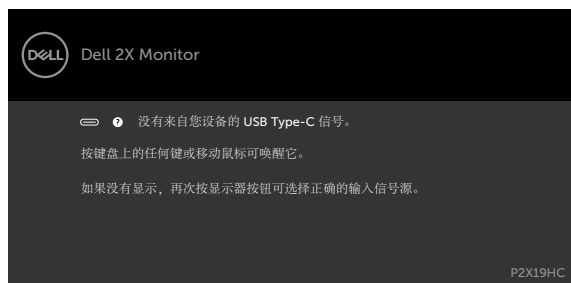 DELL
Dell 2X Monitor
没有来自您设备的 USB Type-C 信号。
按键盘上的任何键或移动鼠标可唤醒它。
如果没有显示，再次按显示器按钮可选择正确的输入信号源。
P2X19HC